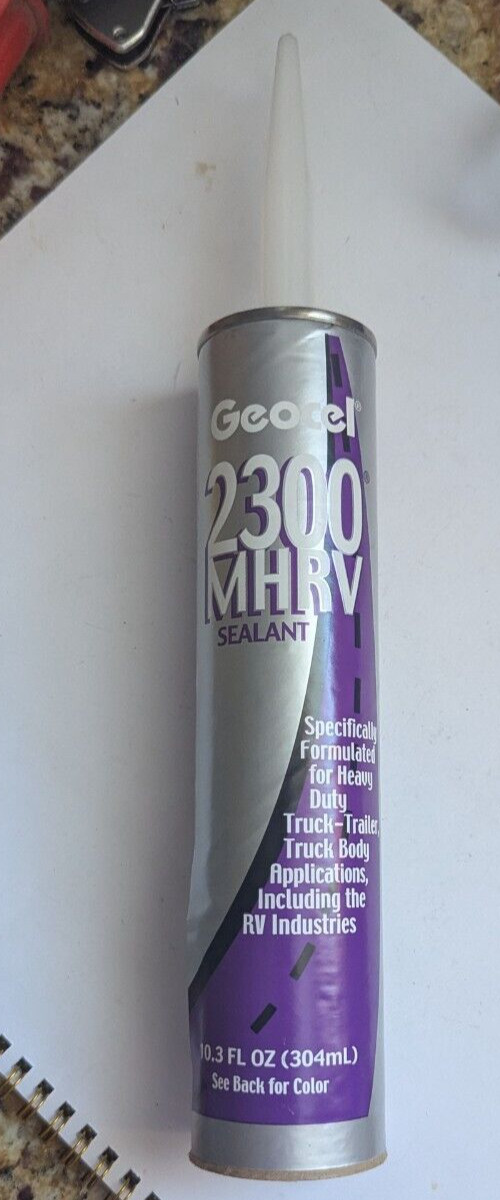 Geocel®
2300®
MHRV
SEALANT
Specifically
Formulated
for Heavy
Duty
Truck-Trailer,
Truck Body
Applications,
Including the
RV Industries
10.3 FL OZ (304mL)
See Back for Color